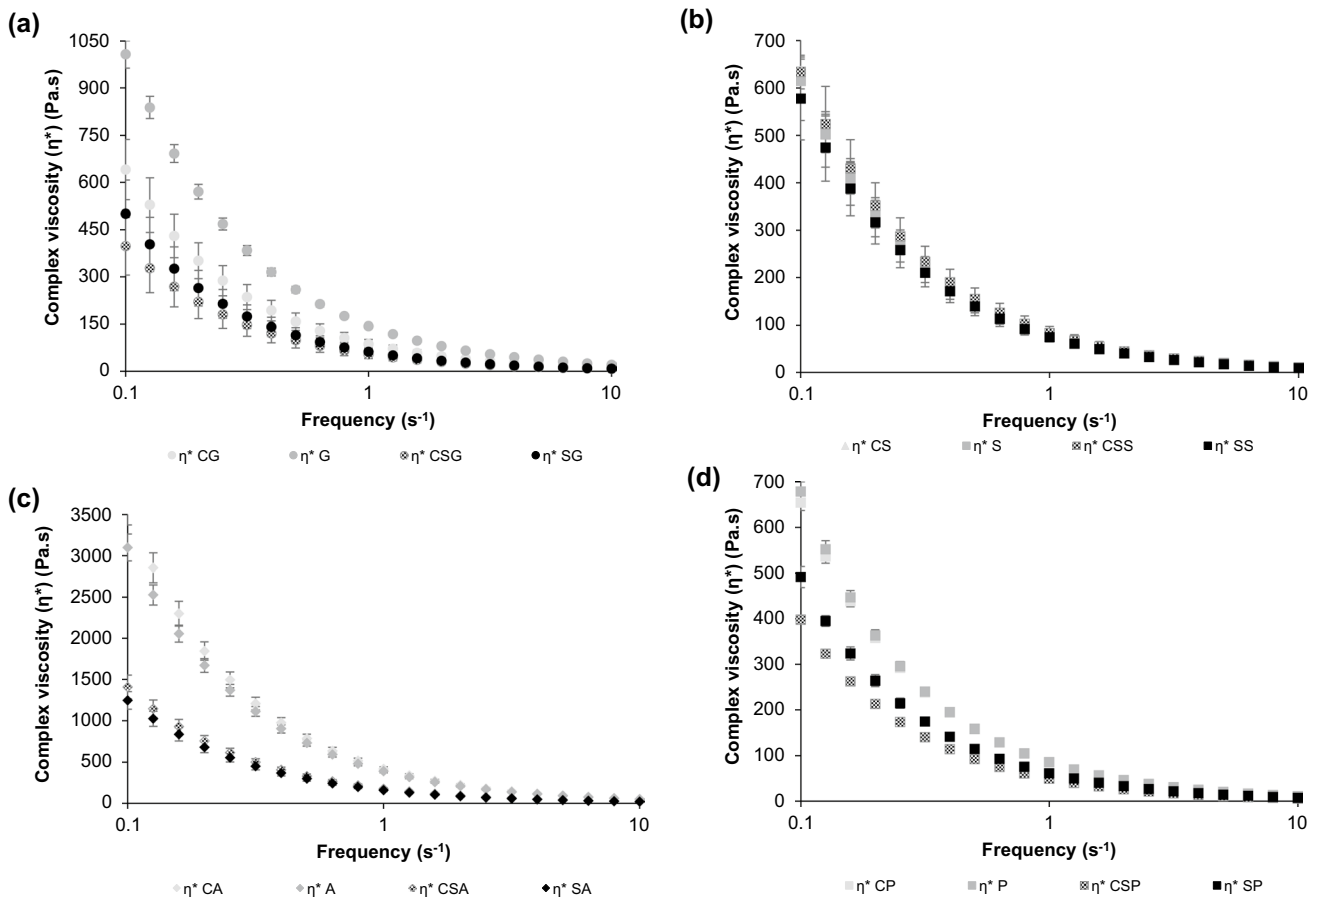 (a)
Complex viscosity (η*) (Pa.s)
1050
900
750
600
450
300
150
0
0.1 1 10
Frequency (s-1)
η* CG η* G η* CSG η* SG
(b)
Complex viscosity (η*) (Pa.s)
700
600
500
400
300
200
100
0
0.1 1 10
Frequency (s-1)
η* CS η* S η* CSS η* SS
(c)
Complex viscosity (η*) (Pa.s)
3500
3000
2500
2000
1500
1000
500
0
0.1 1 10
Frequency (s-1)
η* CA η* A η* CSA η* SA
(d)
Complex viscosity (η*) (Pa.s)
700
600
500
400
300
200
100
0
0.1 1 10
Frequency (s-1)
η* CP η* P η* CSP η* SP